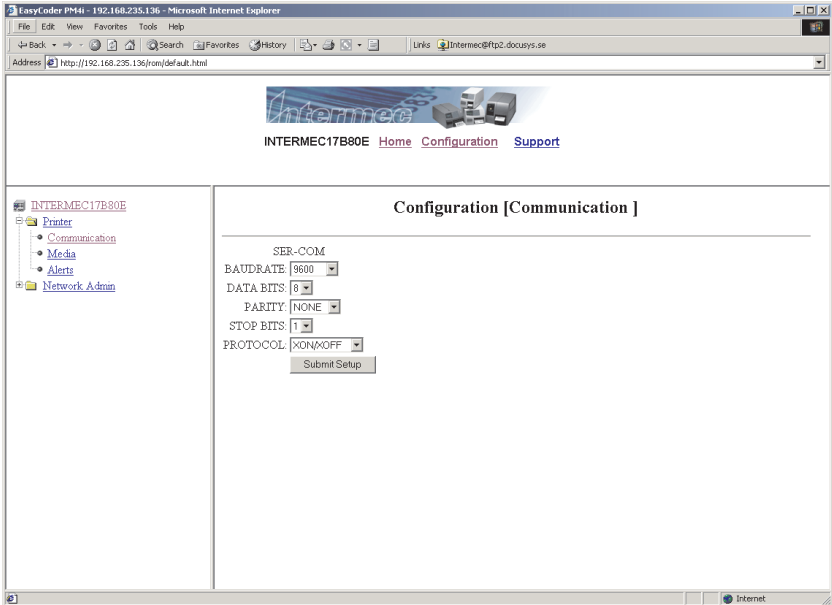 EasyCoder PM4i - 192.168.235.136 - Microsoft Internet Explorer
File Edit View Favorites Tools Help
Back Search Favorites History Links Intermec@ftp2.docusys.se
Address http://192.168.235.136/rom/default.html
Intermec
INTERMEC17B80E Home Configuration Support
INTERMEC17B80E
Printer
Communication
Media
Alerts
Network Admin
Configuration [Communication ]
SER-COM
BAUDRATE: 9600
DATA BITS: 8
PARITY: NONE
STOP BITS: 1
PROTOCOL: XON/XOFF
Submit Setup
Internet